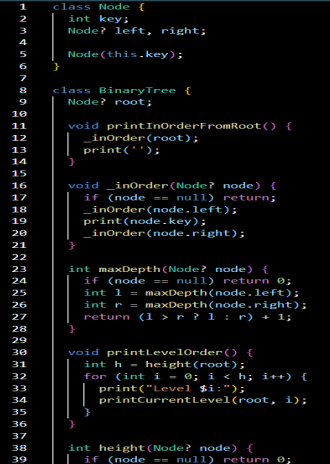 1 class Node {
2   int key;
3   Node? left, right;
4
5   Node(this.key);
6 }
7
8 class BinaryTree {
9   Node? root;
10
11   void printInOrderFromRoot() {
12     _inOrder(root);
13     print('');
14   }
15
16   void _inOrder(Node? node) {
17     if (node == null) return;
18     _inOrder(node.left);
19     print(node.key);
20     _inOrder(node.right);
21   }
22
23   int maxDepth(Node? node) {
24     if (node == null) return 0;
25     int l = maxDepth(node.left);
26     int r = maxDepth(node.right);
27     return (l > r ? l : r) + 1;
28   }
29
30   void printLevelOrder() {
31     int h = height(root);
32     for (int i = 0; i < h; i++) {
33       print("Level $i:");
34       printCurrentLevel(root, i);
35     }
36   }
37
38   int height(Node? node) {
39     if (node == null) return 0;